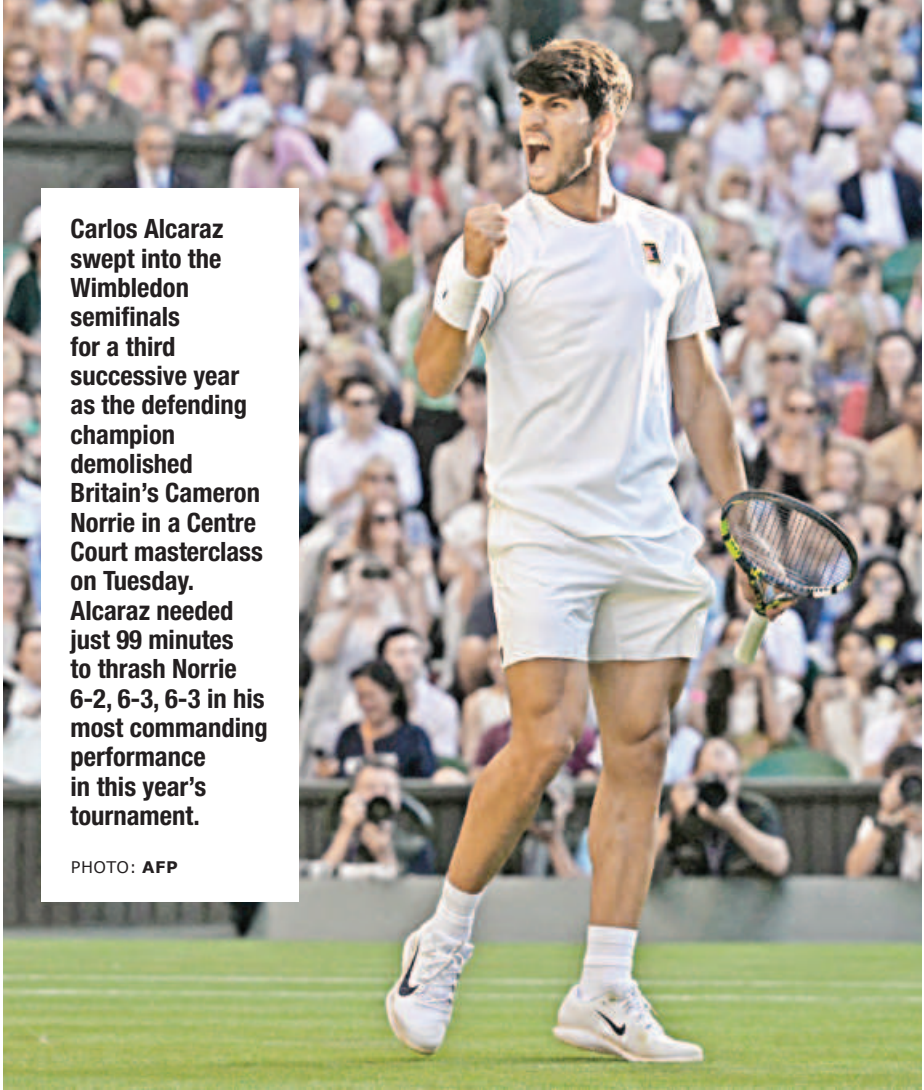 Carlos Alcaraz
swept into the
Wimbledon
semifinals
for a third
successive year
as the defending
champion
demolished
Britain’s Cameron
Norrie in a Centre
Court masterclass
on Tuesday.
Alcaraz needed
just 99 minutes
to thrash Norrie
6-2, 6-3, 6-3 in his
most commanding
performance
in this year’s
tournament.
PHOTO: AFP